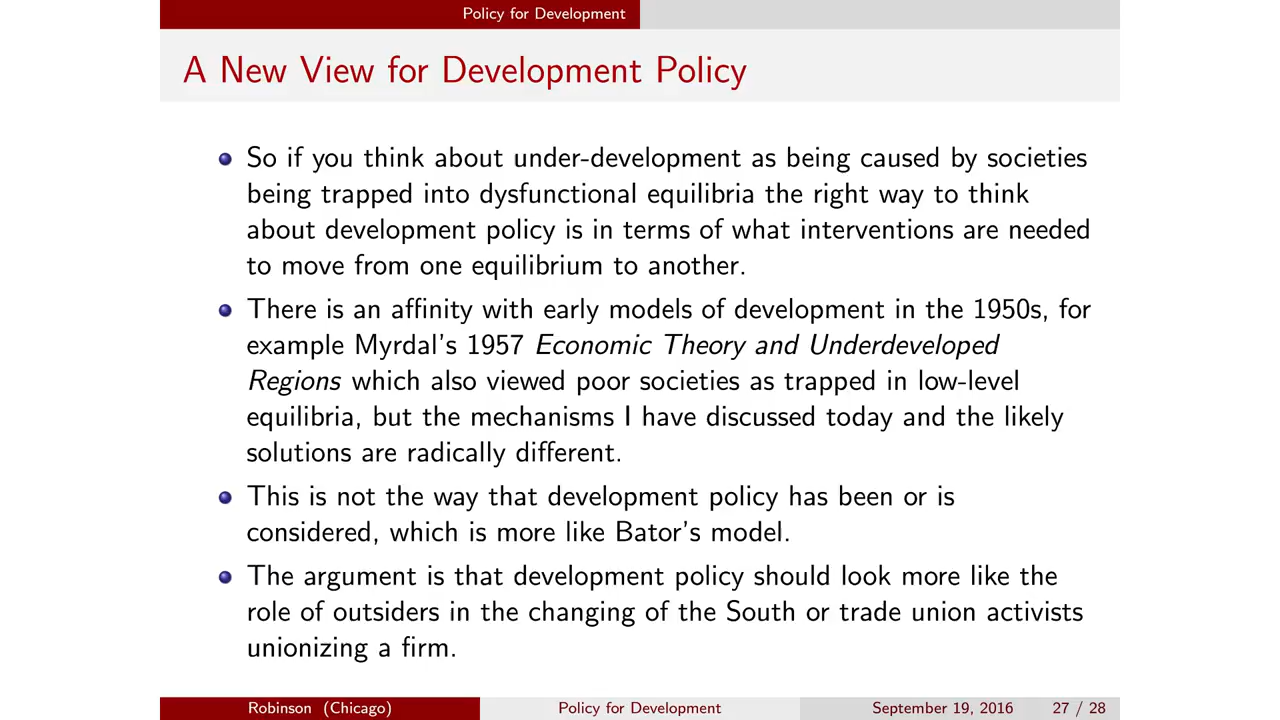 Policy for Development
A New View for Development Policy
So if you think about under-development as being caused by societies
being trapped into dysfunctional equilibria the right way to think
about development policy is in terms of what interventions are needed
to move from one equilibrium to another.
There is an affinity with early models of development in the 1950s, for
example Myrdal's 1957 Economic Theory and Underdeveloped
Regions which also viewed poor societies as trapped in low-level
equilibria, but the mechanisms I have discussed today and the likely
solutions are radically different.
This is not the way that development policy has been or is
considered, which is more like Bator's model.
The argument is that development policy should look more like the
role of outsiders in the changing of the South or trade union activists
unionizing a firm.
Robinson (Chicago) Policy for Development September 19, 2016 27 / 28